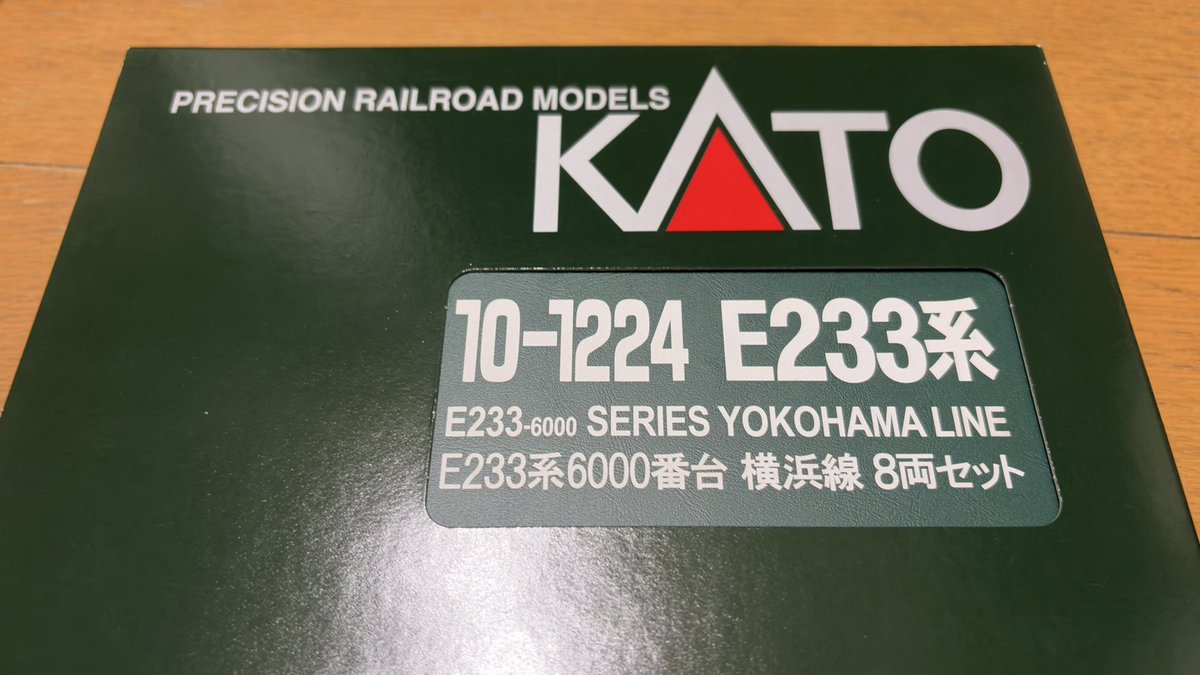 PRECISION RAILROAD MODELS
KATO
10-1224 E233系
E233-6000 SERIES YOKOHAMA LINE
E233系6000番台 横浜線 8両セット